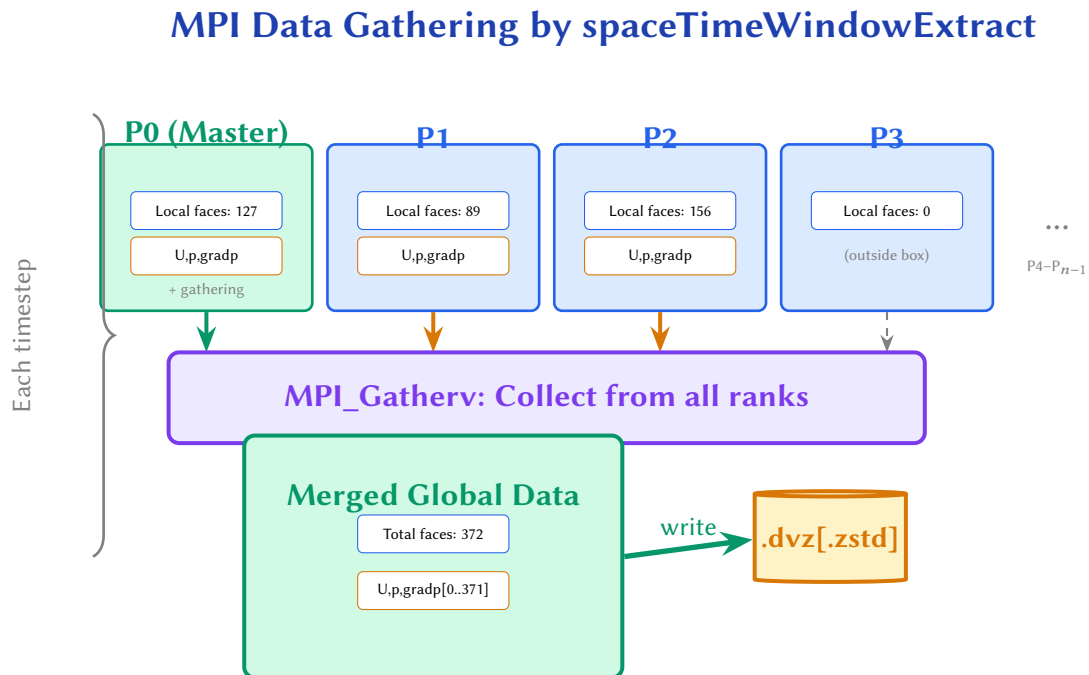 MPI Data Gathering by spaceTimeWindowExtract
P0 (Master)
P1
P2
P3
Local faces: 127
Local faces: 89
Local faces: 156
Local faces: 0
...
U,p,gradp
U,p,gradp
U,p,gradp
(outside box)
P4–Pn−1
+ gathering
Each timestep
MPI_Gatherv: Collect from all ranks
Merged Global Data
Total faces: 372
write
.dvz[.zstd]
U,p,gradp[0..371]